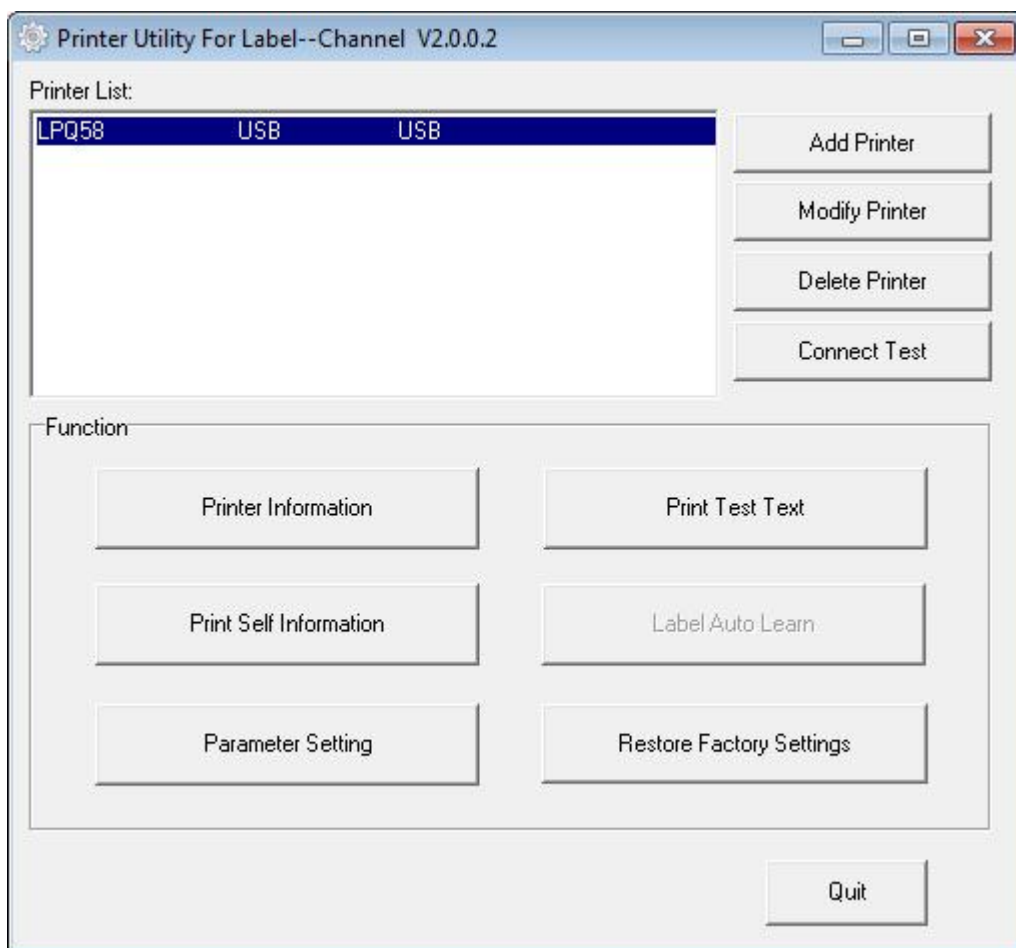 Printer Utility For Label--Channel V2.0.0.2
Printer List:
LPQ58 USB USB
Add Printer
Modify Printer
Delete Printer
Connect Test
Function
Printer Information
Print Test Text
Print Self Information
Label Auto Learn
Parameter Setting
Restore Factory Settings
Quit